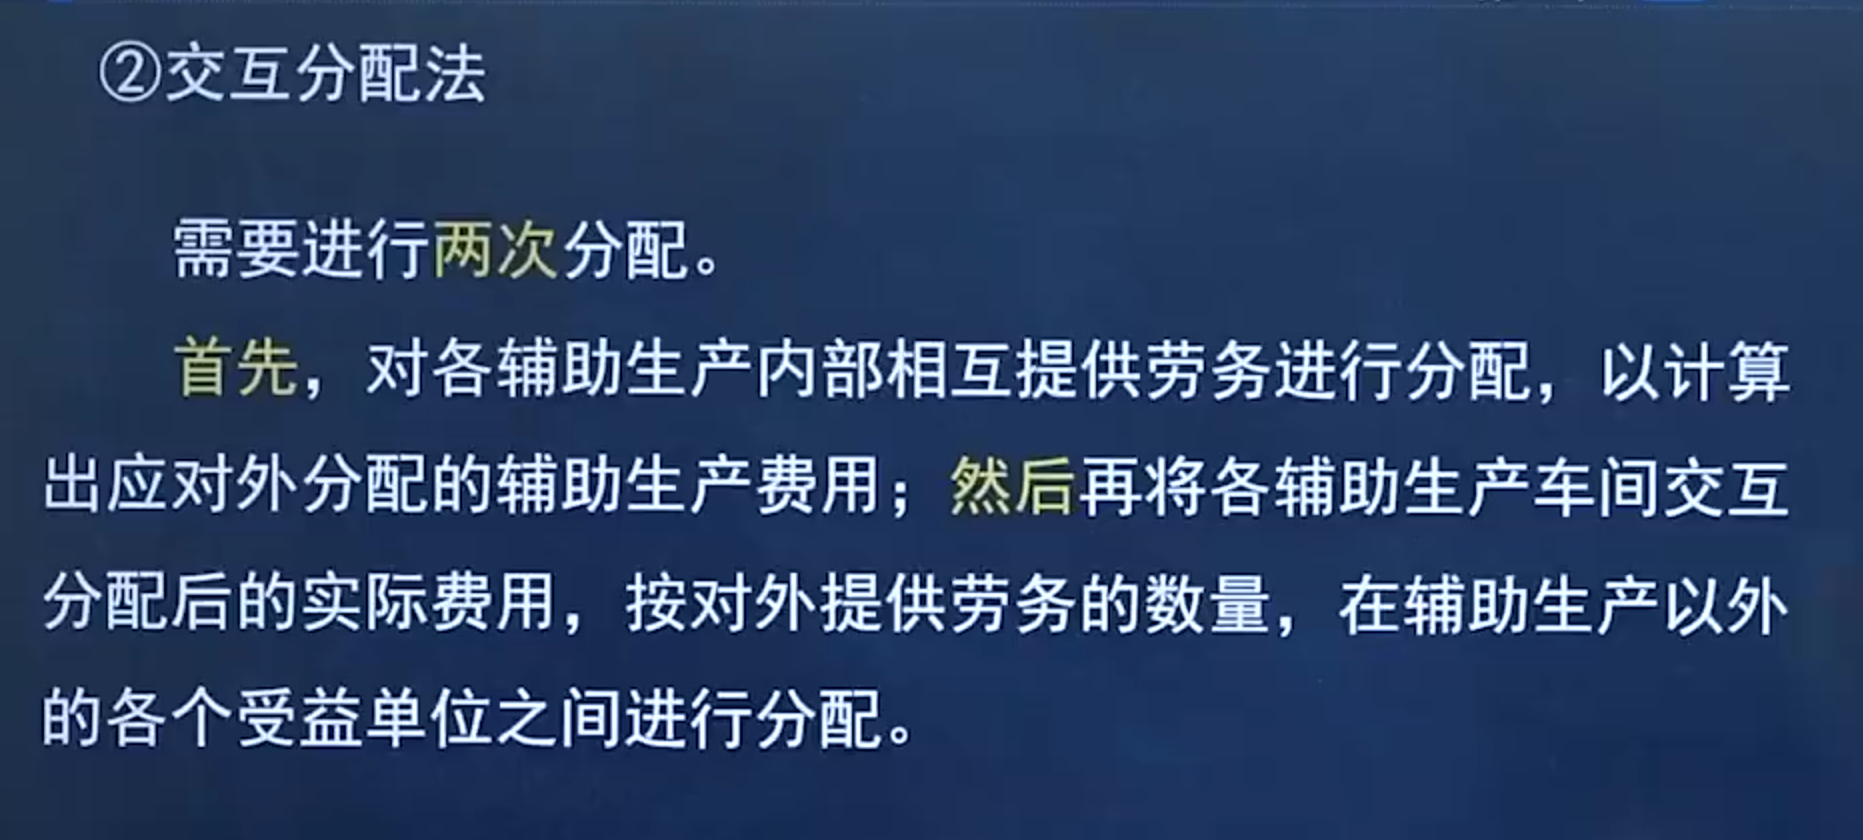 ②交互分配法
需要进行两次分配。
首先，对各辅助生产内部相互提供劳务进行分配，以计算
出应对外分配的辅助生产费用；然后再将各辅助生产车间交互
分配后的实际费用，按对外提供劳务的数量，在辅助生产以外
的各个受益单位之间进行分配。